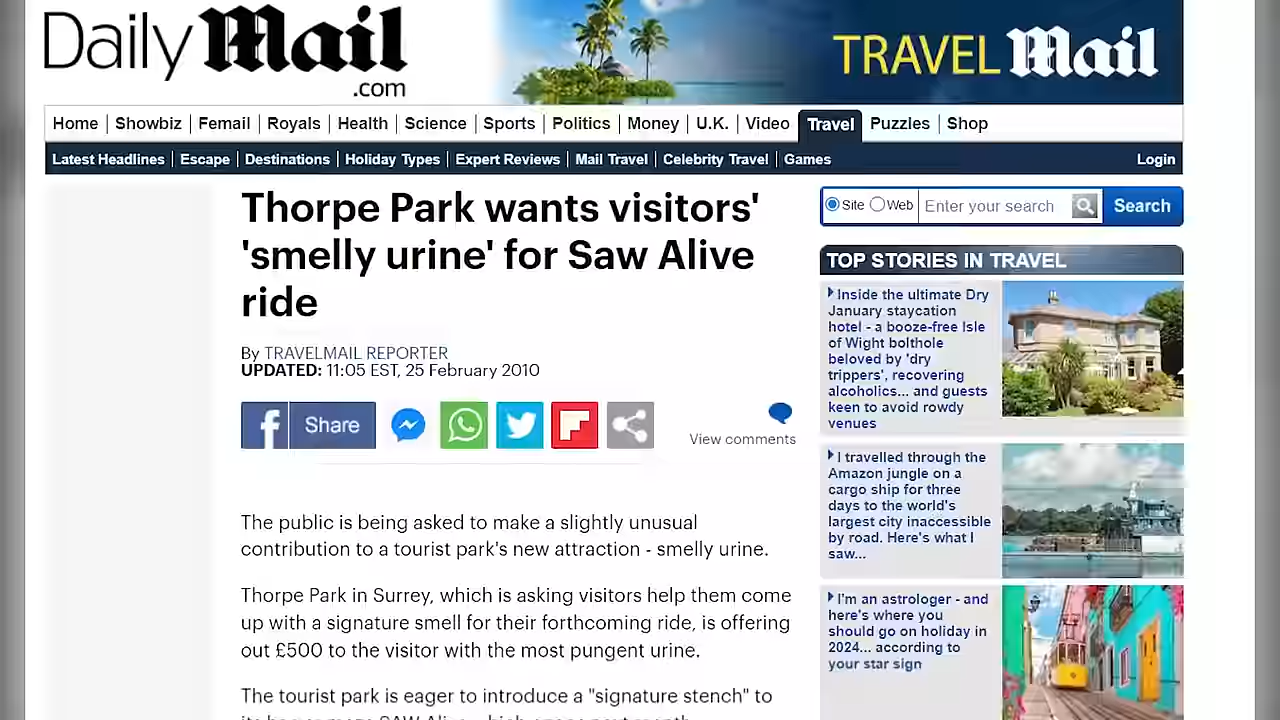 Daily Mail
.com
TRAVEL Mail
Home Showbiz Femail Royals Health Science Sports Politics Money U.K. Video Travel Puzzles Shop
Latest Headlines Escape Destinations Holiday Types Expert Reviews Mail Travel Celebrity Travel Games Login
Thorpe Park wants visitors'
'smelly urine' for Saw Alive
ride
By TRAVELMAIL REPORTER
UPDATED: 11:05 EST, 25 February 2010
f Share
View comments
The public is being asked to make a slightly unusual
contribution to a tourist park's new attraction - smelly urine.
Thorpe Park in Surrey, which is asking visitors help them come
up with a signature smell for their forthcoming ride, is offering
out £500 to the visitor with the most pungent urine.
The tourist park is eager to introduce a "signature stench" to
Site Web Enter your search Search
TOP STORIES IN TRAVEL
Inside the ultimate Dry
January staycation
hotel - a booze-free Isle
of Wight bolthole
beloved by 'dry
trippers', recovering
alcoholics... and guests
keen to avoid rowdy
venues
I travelled through the
Amazon jungle on a
cargo ship for three
days to the world's
largest city inaccessible
by road. Here's what I
saw...
I'm an astrologer - and
here's where you
should go on holiday in
2024... according to
your star sign